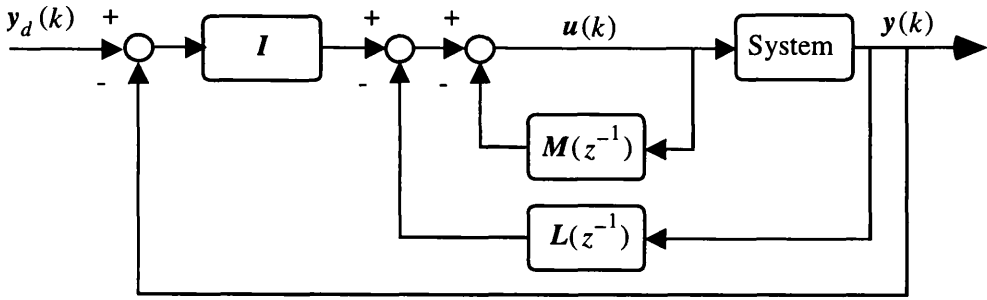 y_d(k) + - I + - + - u(k) System y(k)
M(z⁻¹)
L(z⁻¹)